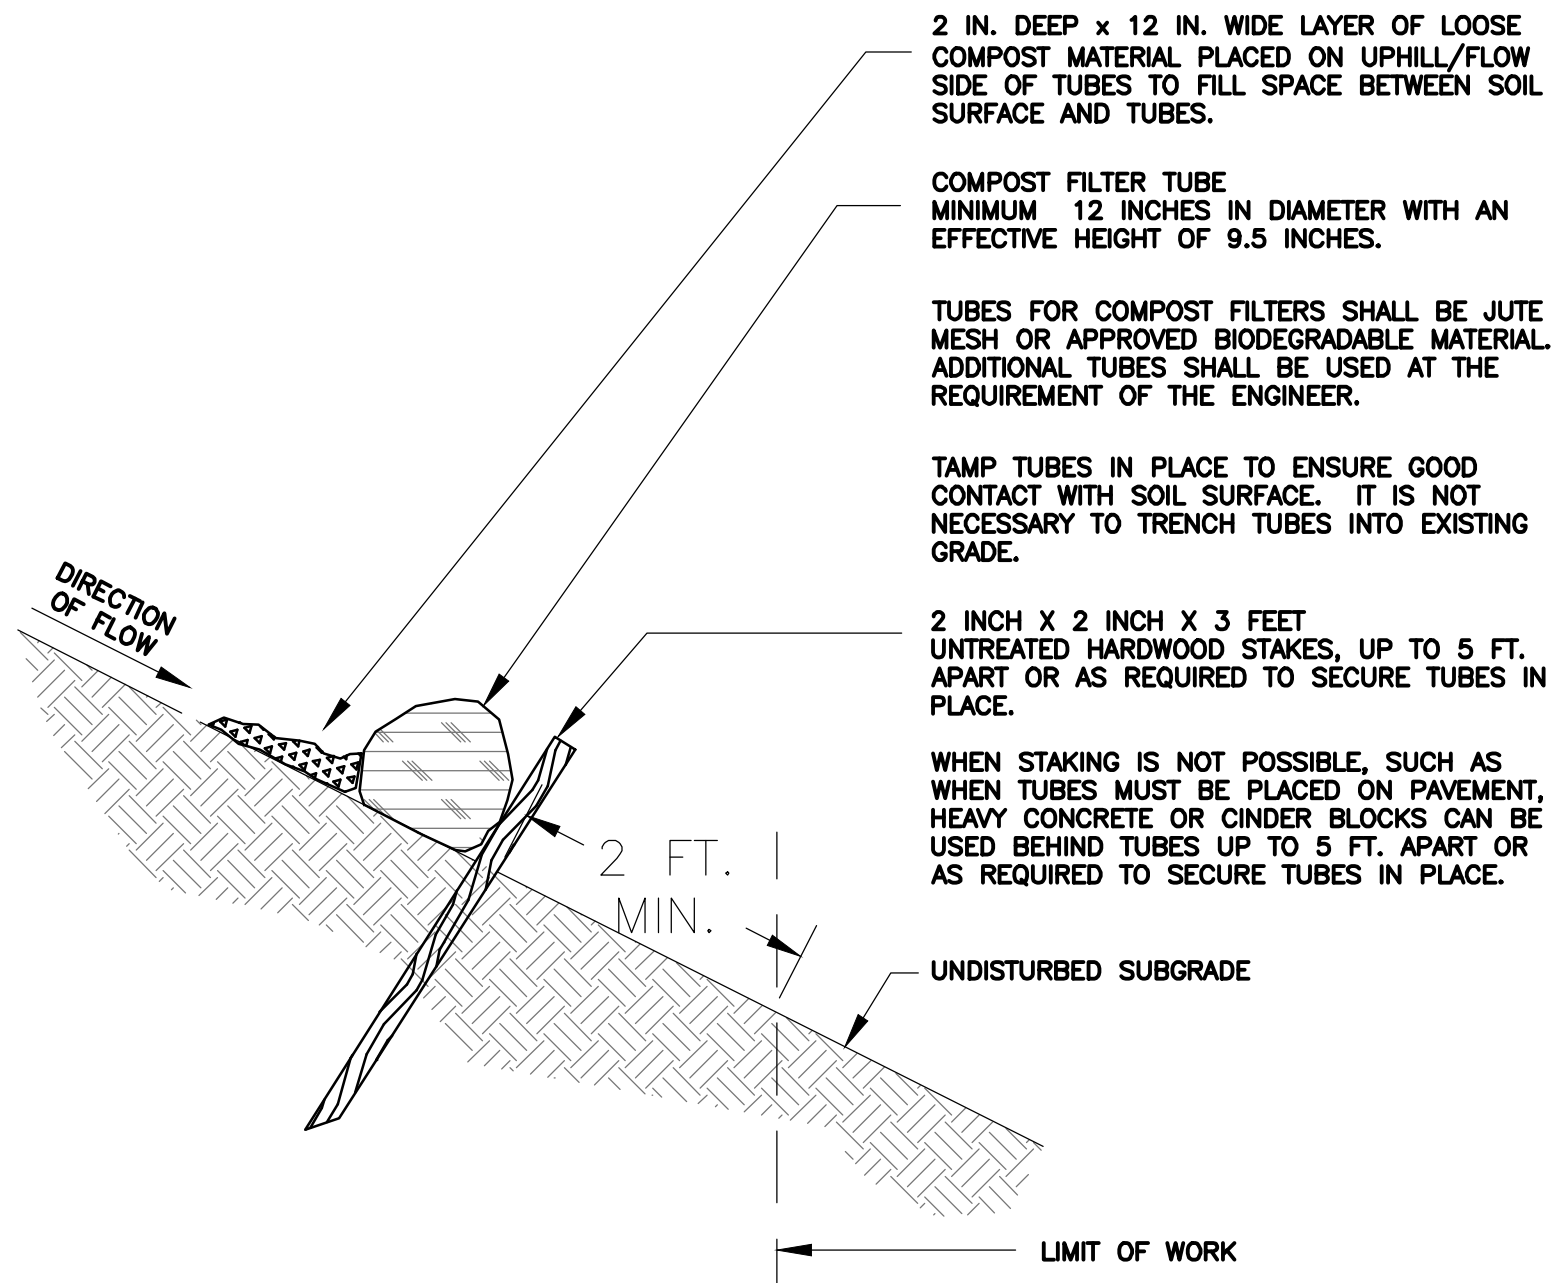 2 IN. DEEP x 12 IN. WIDE LAYER OF LOOSE
COMPOST MATERIAL PLACED ON UPHILL/FLOW
SIDE OF TUBES TO FILL SPACE BETWEEN SOIL
SURFACE AND TUBES.
COMPOST FILTER TUBE
MINIMUM 12 INCHES IN DIAMETER WITH AN
EFFECTIVE HEIGHT OF 9.5 INCHES.
TUBES FOR COMPOST FILTERS SHALL BE JUTE
MESH OR APPROVED BIODEGRADABLE MATERIAL.
ADDITIONAL TUBES SHALL BE USED AT THE
REQUIREMENT OF THE ENGINEER.
TAMP TUBES IN PLACE TO ENSURE GOOD
CONTACT WITH SOIL SURFACE. IT IS NOT
NECESSARY TO TRENCH TUBES INTO EXISTING
GRADE.
DIRECTION
OF FLOW
2 INCH X 2 INCH X 3 FEET
UNTREATED HARDWOOD STAKES, UP TO 5 FT.
APART OR AS REQUIRED TO SECURE TUBES IN
PLACE.
WHEN STAKING IS NOT POSSIBLE, SUCH AS
WHEN TUBES MUST BE PLACED ON PAVEMENT,
HEAVY CONCRETE OR CINDER BLOCKS CAN BE
USED BEHIND TUBES UP TO 5 FT. APART OR
AS REQUIRED TO SECURE TUBES IN PLACE.
2 FT.
MIN.
UNDISTURBED SUBGRADE
LIMIT OF WORK